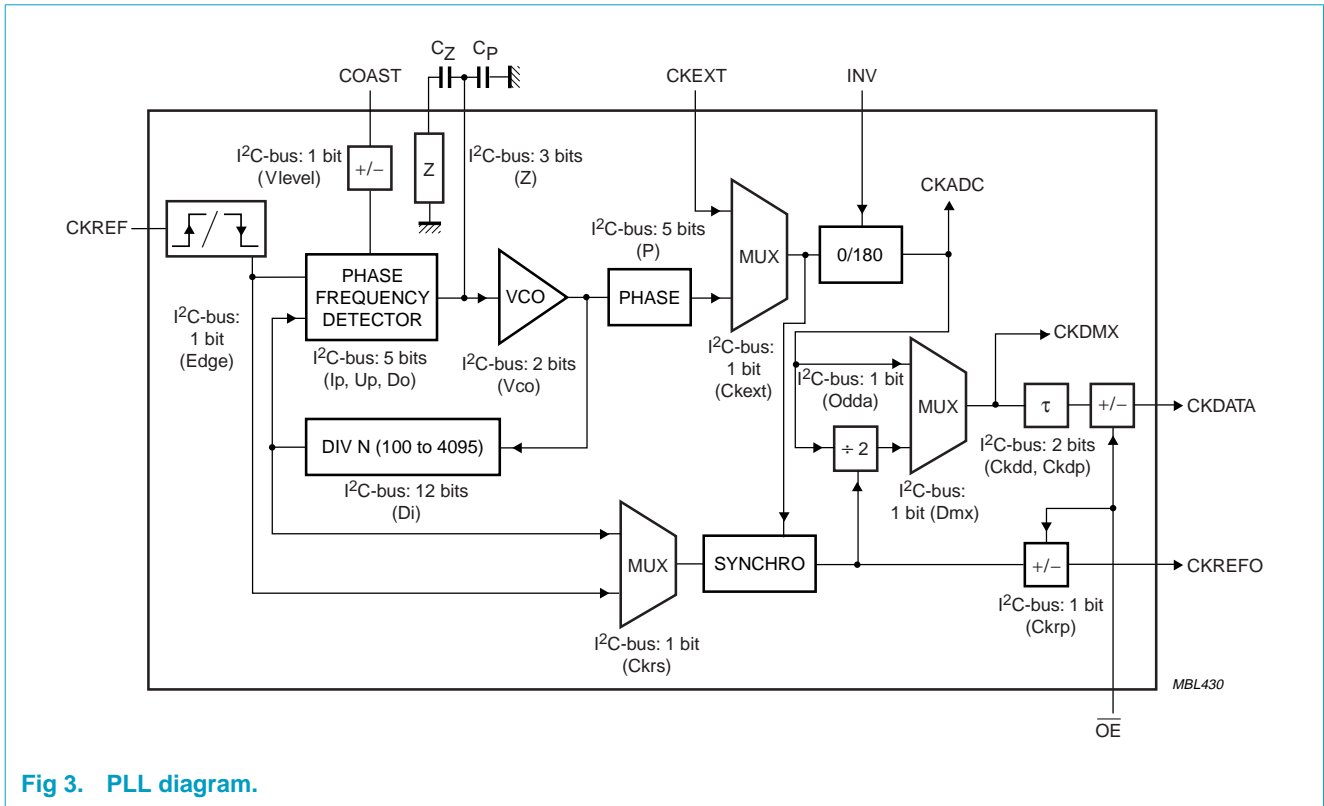 COAST
CZ
CP
CKEXT
INV
I2C-bus: 1 bit
(Vlevel)
+/−
Z
I2C-bus: 3 bits
(Z)
CKADC
CKREF
/
I2C-bus: 5 bits
(P)
MUX
0/180
PHASE
FREQUENCY
DETECTOR
VCO
PHASE
I2C-bus:
1 bit
(Edge)
I2C-bus: 5 bits
(Ip, Up, Do)
I2C-bus: 2 bits
(Vco)
I2C-bus:
1 bit
(Ckext)
CKDMX
I2C-bus: 1 bit
(Odda)
MUX
τ
+/−
CKDATA
DIV N (100 to 4095)
÷ 2
I2C-bus: 2 bits
(Ckdd, Ckdp)
I2C-bus: 12 bits
(Di)
I2C-bus:
1 bit (Dmx)
MUX
SYNCHRO
+/−
CKREFO
I2C-bus: 1 bit
(Ckrp)
I2C-bus: 1 bit
(Ckrs)
MBL430
OE
Fig 3. PLL diagram.